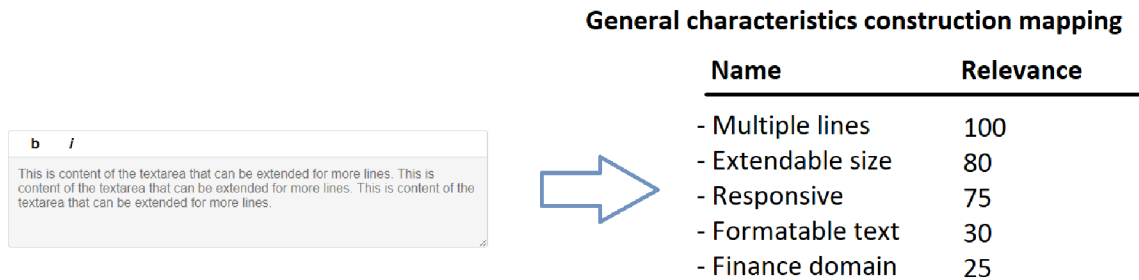 General characteristics construction mapping
Name Relevance
b i
This is content of the textarea that can be extended for more lines. This is
content of the textarea that can be extended for more lines. This is content of the
textarea that can be extended for more lines.
- Multiple lines 100
- Extendable size 80
- Responsive 75
- Formatable text 30
- Finance domain 25